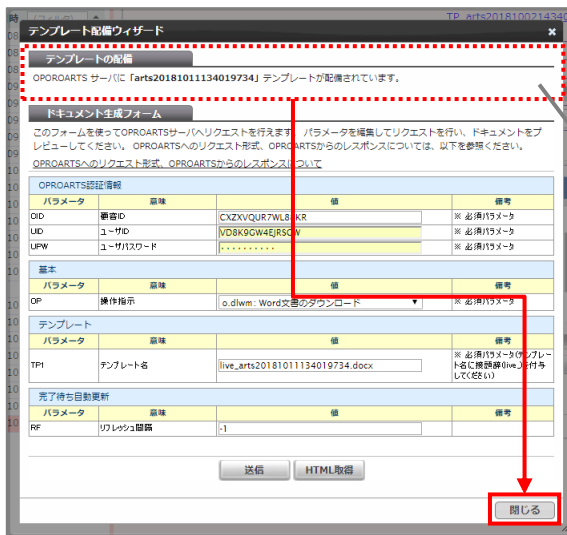 時
TP_arts2018100214340
テンプレート配備ウィザード
×
テンプレートの配備
OPOROARTS サーバに「arts20181011134019734」テンプレートが配備されています。
ドキュメント生成フォーム
このフォームを使ってOPROARTSサーバへリクエストを行えます。 パラメータを編集してリクエストを行い、ドキュメントをプ
レビューしてください。 OPROARTSへのリクエスト形式、OPROARTSからのレスポンスについては、以下を参照ください。
OPROARTSへのリクエスト形式、OPROARTSからのレスポンスについて
OPROARTS認証情報
パラメータ 意味 値 備考
OID 顧客ID CXZXVQUR7WL8 KR ※ 必須パラメータ
UID ユーザID VD8K9GW4EJRS W ※ 必須パラメータ
UPW ユーザパスワード ・・・・・・・・・・ ※ 必須パラメータ
基本
パラメータ 意味 値 備考
OP 操作指示 o.dlwm: Word文書のダウンロード ▼ ※ 必須パラメータ
テンプレート
パラメータ 意味 値 備考
TP1 テンプレート名 live_arts20181011134019734.docx ※ 必須パラメータ(テンプレー
ト名に接頭辞(live_)を付与
してください)
完了待ち自動更新
パラメータ 意味 値 備考
RF リフレッシュ間隔 -1
送信 HTML取得
閉じる